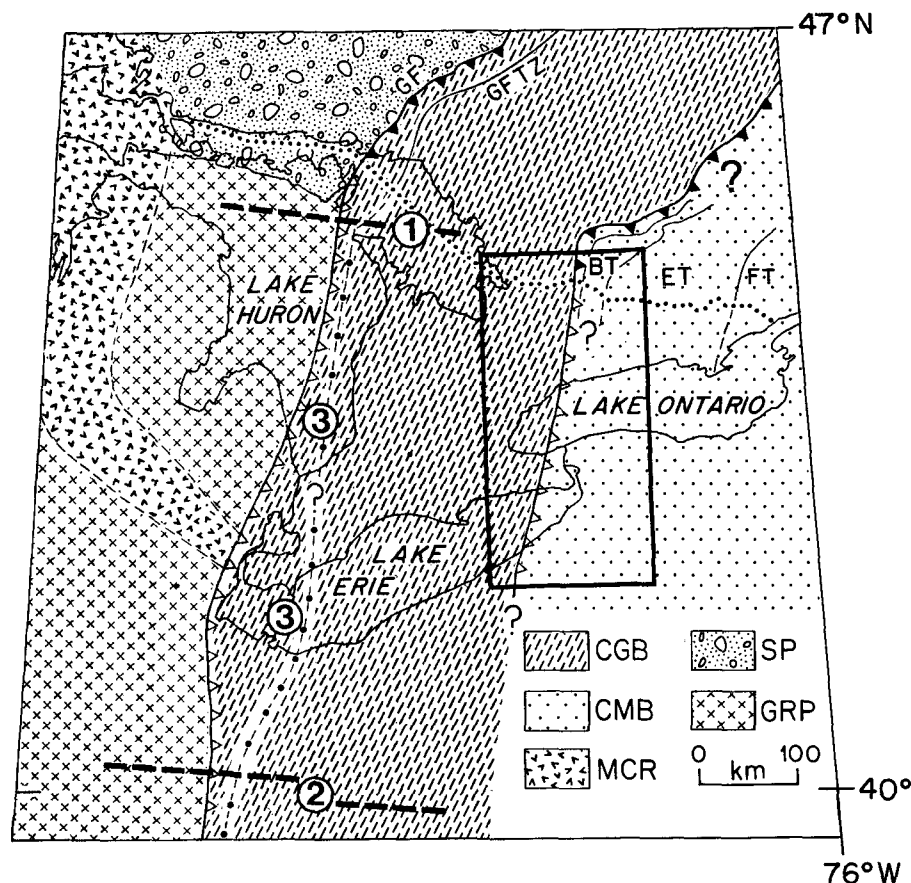 47°N
GF
GFTZ
?
1
BT
ET
FT
LAKE
HURON
?
LAKE ONTARIO
3
?
LAKE
ERIE
3
?
CGB
SP
CMB
GRP
MCR
0 100
km
2
40°
76°W